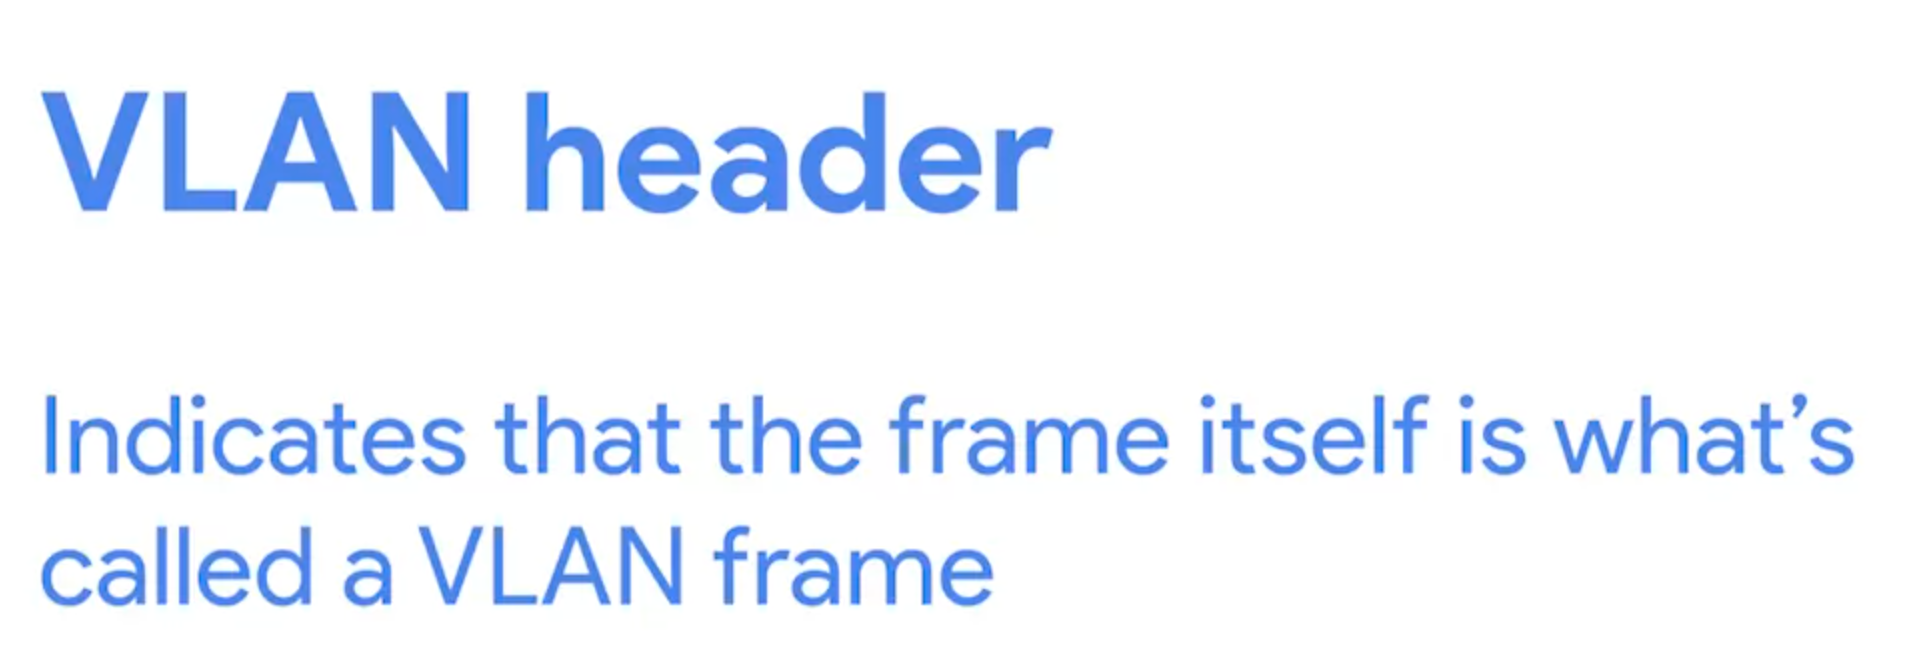 VLAN header
Indicates that the frame itself is what’s
called a VLAN frame